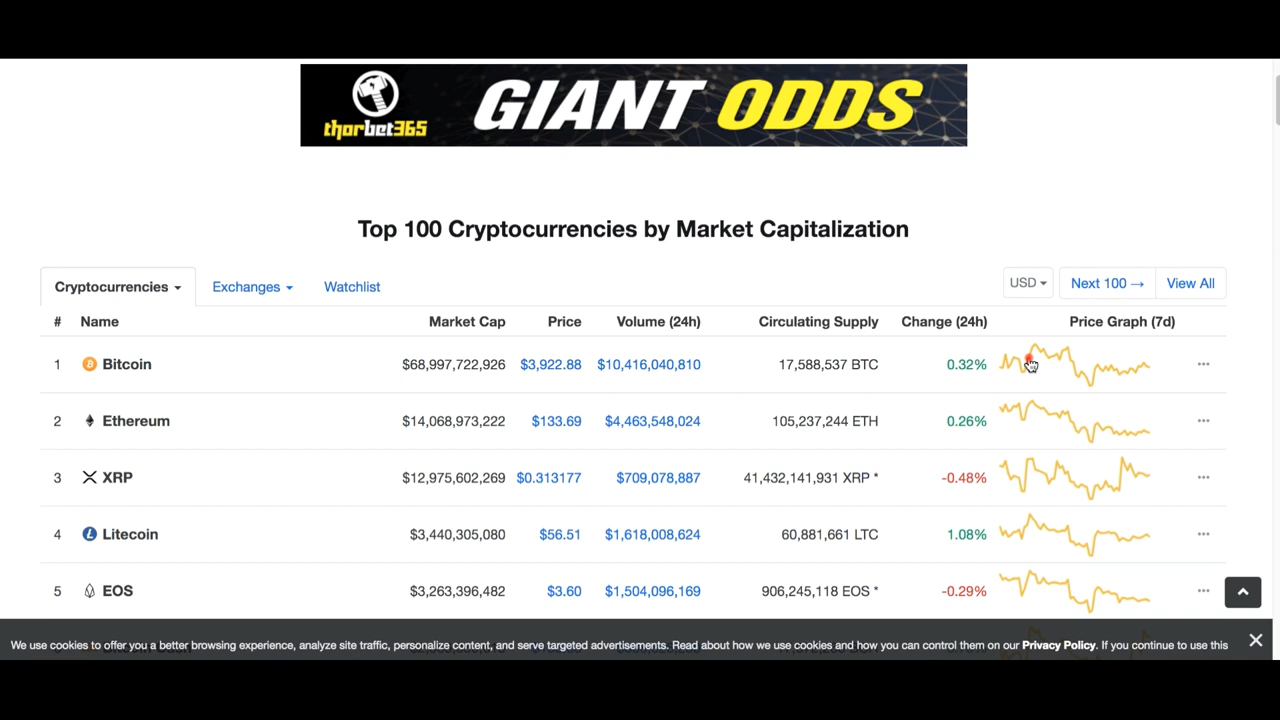 thorbet365
GIANT ODDS
Top 100 Cryptocurrencies by Market Capitalization
Cryptocurrencies Exchanges Watchlist USD Next 100 → View All
# Name Market Cap Price Volume (24h) Circulating Supply Change (24h) Price Graph (7d)
1 Bitcoin $68,997,722,926 $3,922.88 $10,416,040,810 17,588,537 BTC 0.32%
2 Ethereum $14,068,973,222 $133.69 $4,463,548,024 105,237,244 ETH 0.26%
3 XRP $12,975,602,269 $0.313177 $709,078,887 41,432,141,931 XRP * -0.48%
4 Litecoin $3,440,305,080 $56.51 $1,618,008,624 60,881,661 LTC 1.08%
5 EOS $3,263,396,482 $3.60 $1,504,096,169 906,245,118 EOS * -0.29%
We use cookies to offer you a better browsing experience, analyze site traffic, personalize content, and serve targeted advertisements. Read about how we use cookies and how you can control them on our Privacy Policy. If you continue to use this